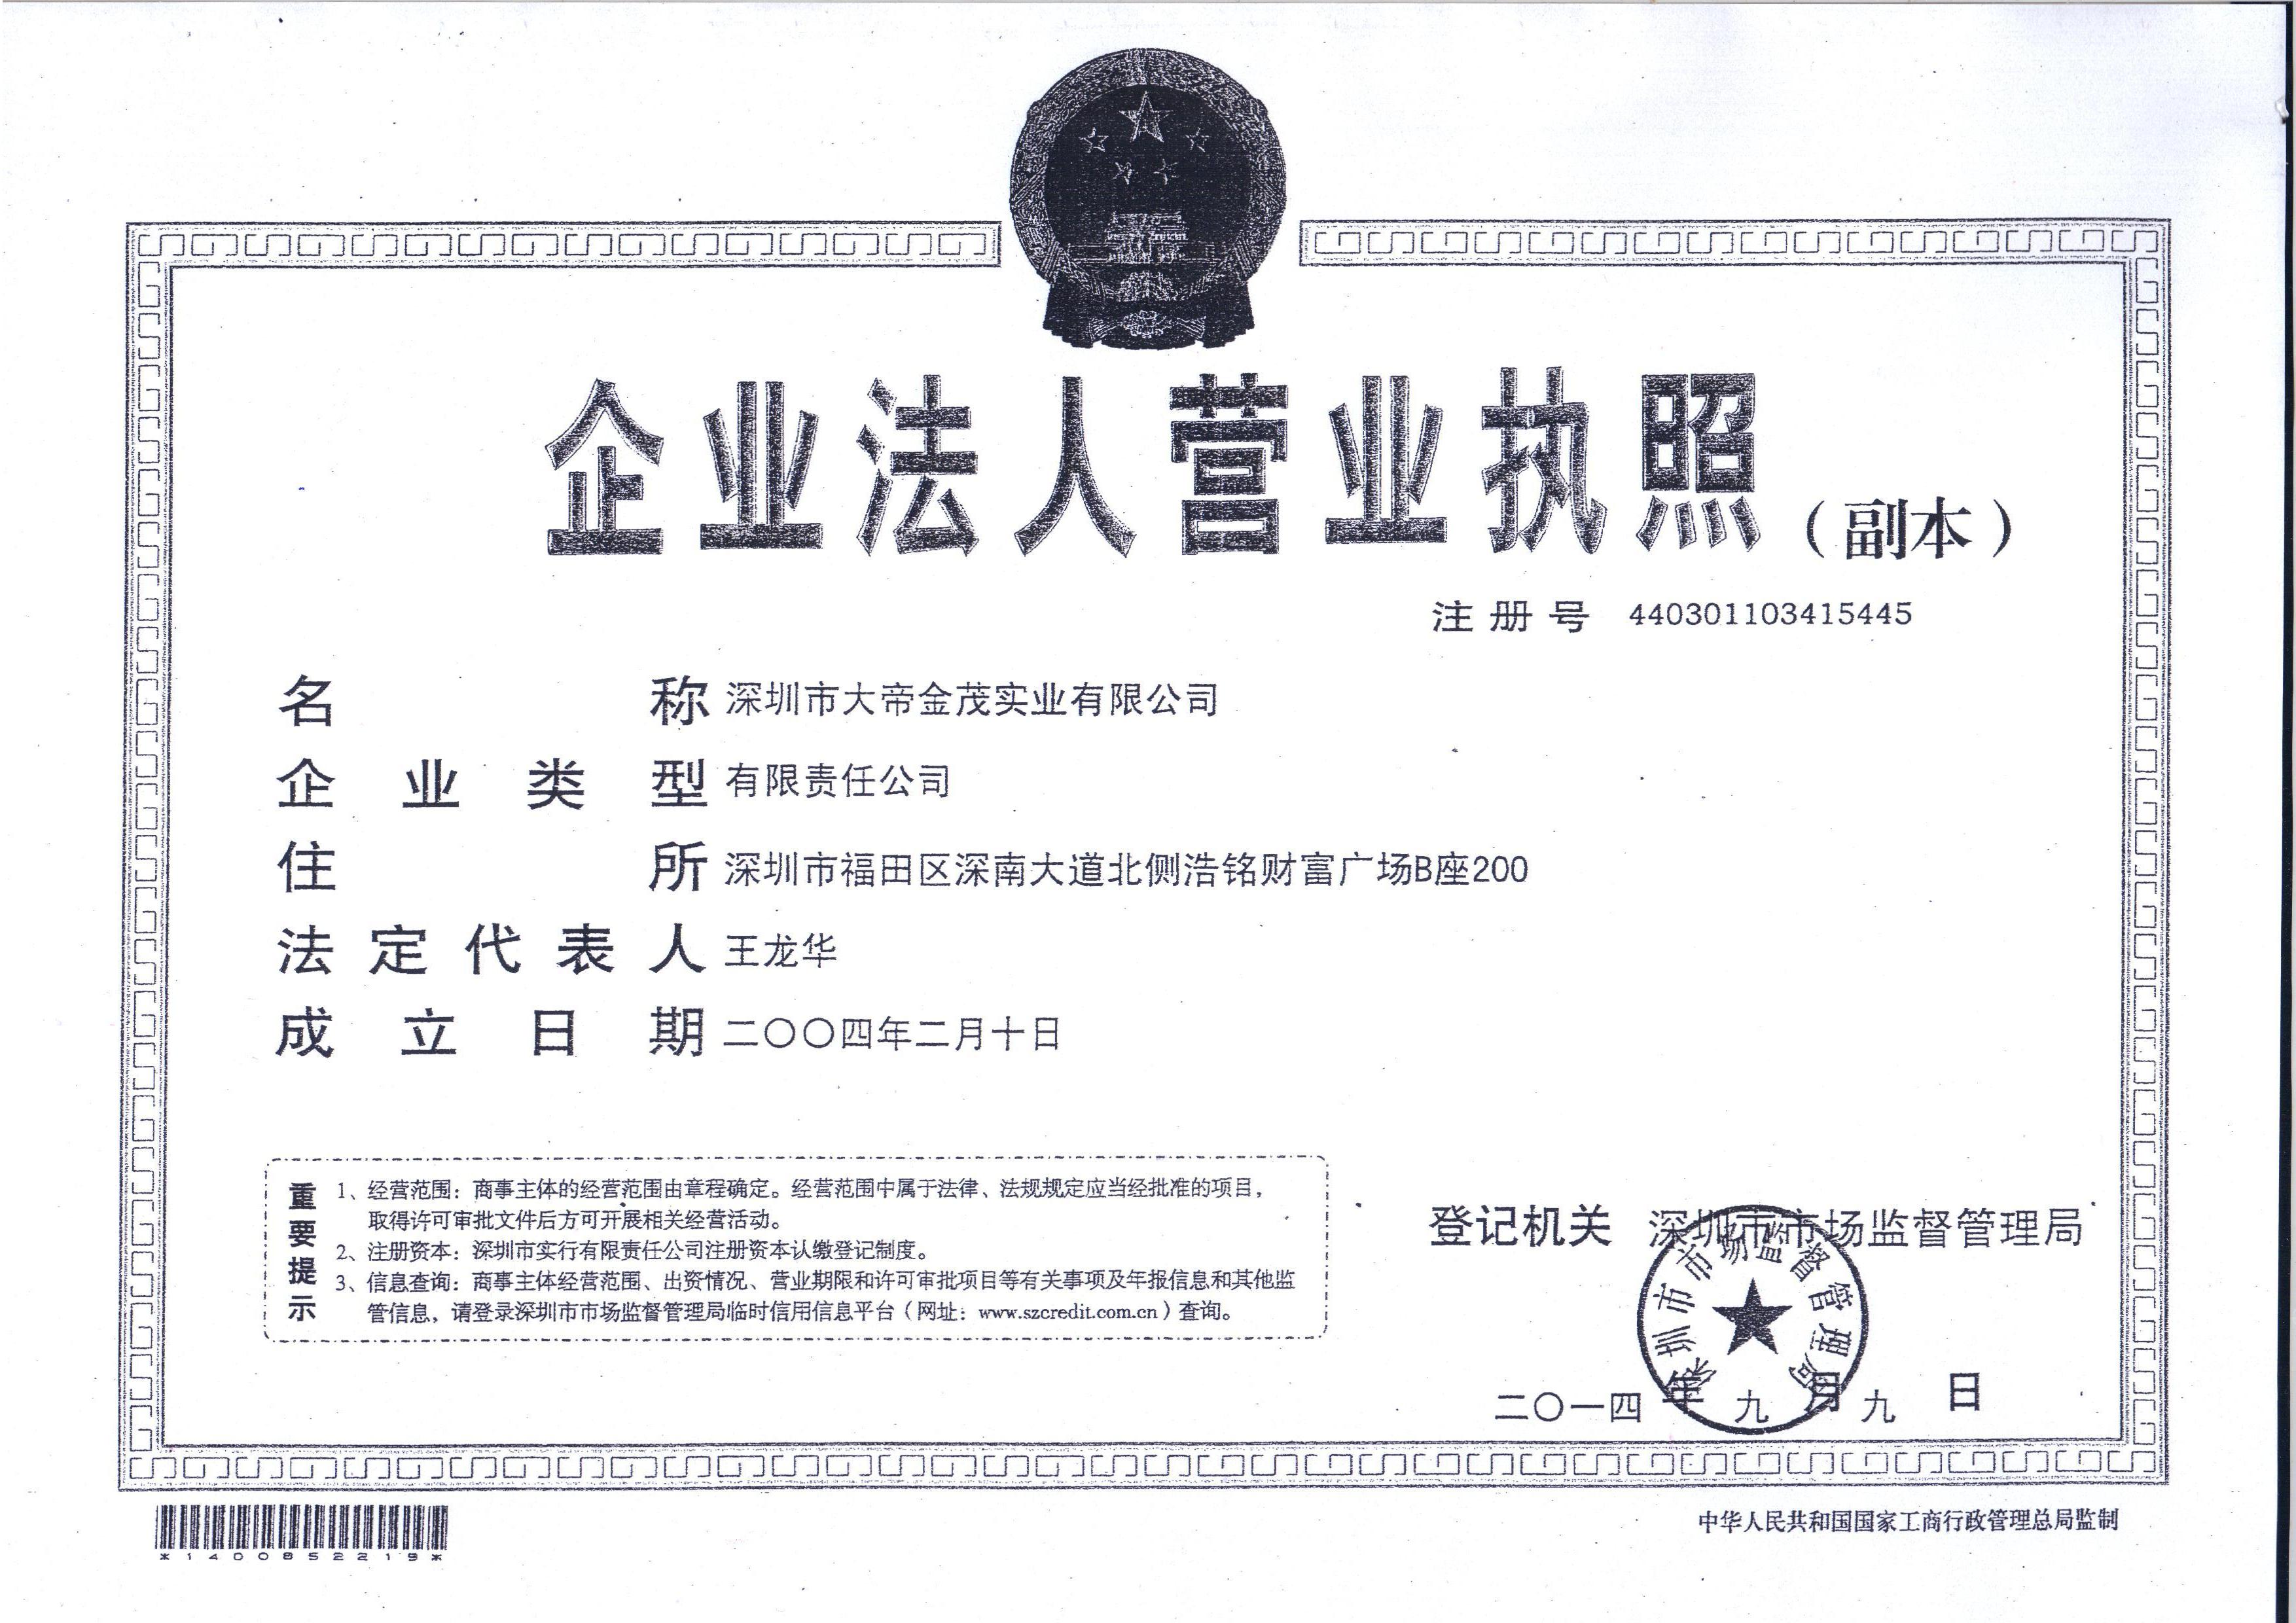 企业法人营业执照（副本）
注册号 440301103415445
名称 深圳市大帝金茂实业有限公司
企业类型 有限责任公司
住所 深圳市福田区深南大道北侧浩铭财富广场B座200
法定代表人 王龙华
成立日期 二〇〇四年二月十日
重要提示
1、经营范围：商事主体的经营范围由章程确定。经营范围中属于法律、法规规定应当经批准的项目，
取得许可审批文件后方可开展相关经营活动。
2、注册资本：深圳市实行有限责任公司注册资本认缴登记制度。
3、信息查询：商事主体经营范围、出资情况、营业期限和许可审批项目等有关事项及年报信息和其他监
管信息，请登录深圳市市场监督管理局临时信用信息平台（网址：www.szcredit.com.cn）查询。
登记机关 深圳市市场监督管理局
深圳市市场监督管理局
二〇一四年九月九日
*1400852219*
中华人民共和国国家工商行政管理总局监制